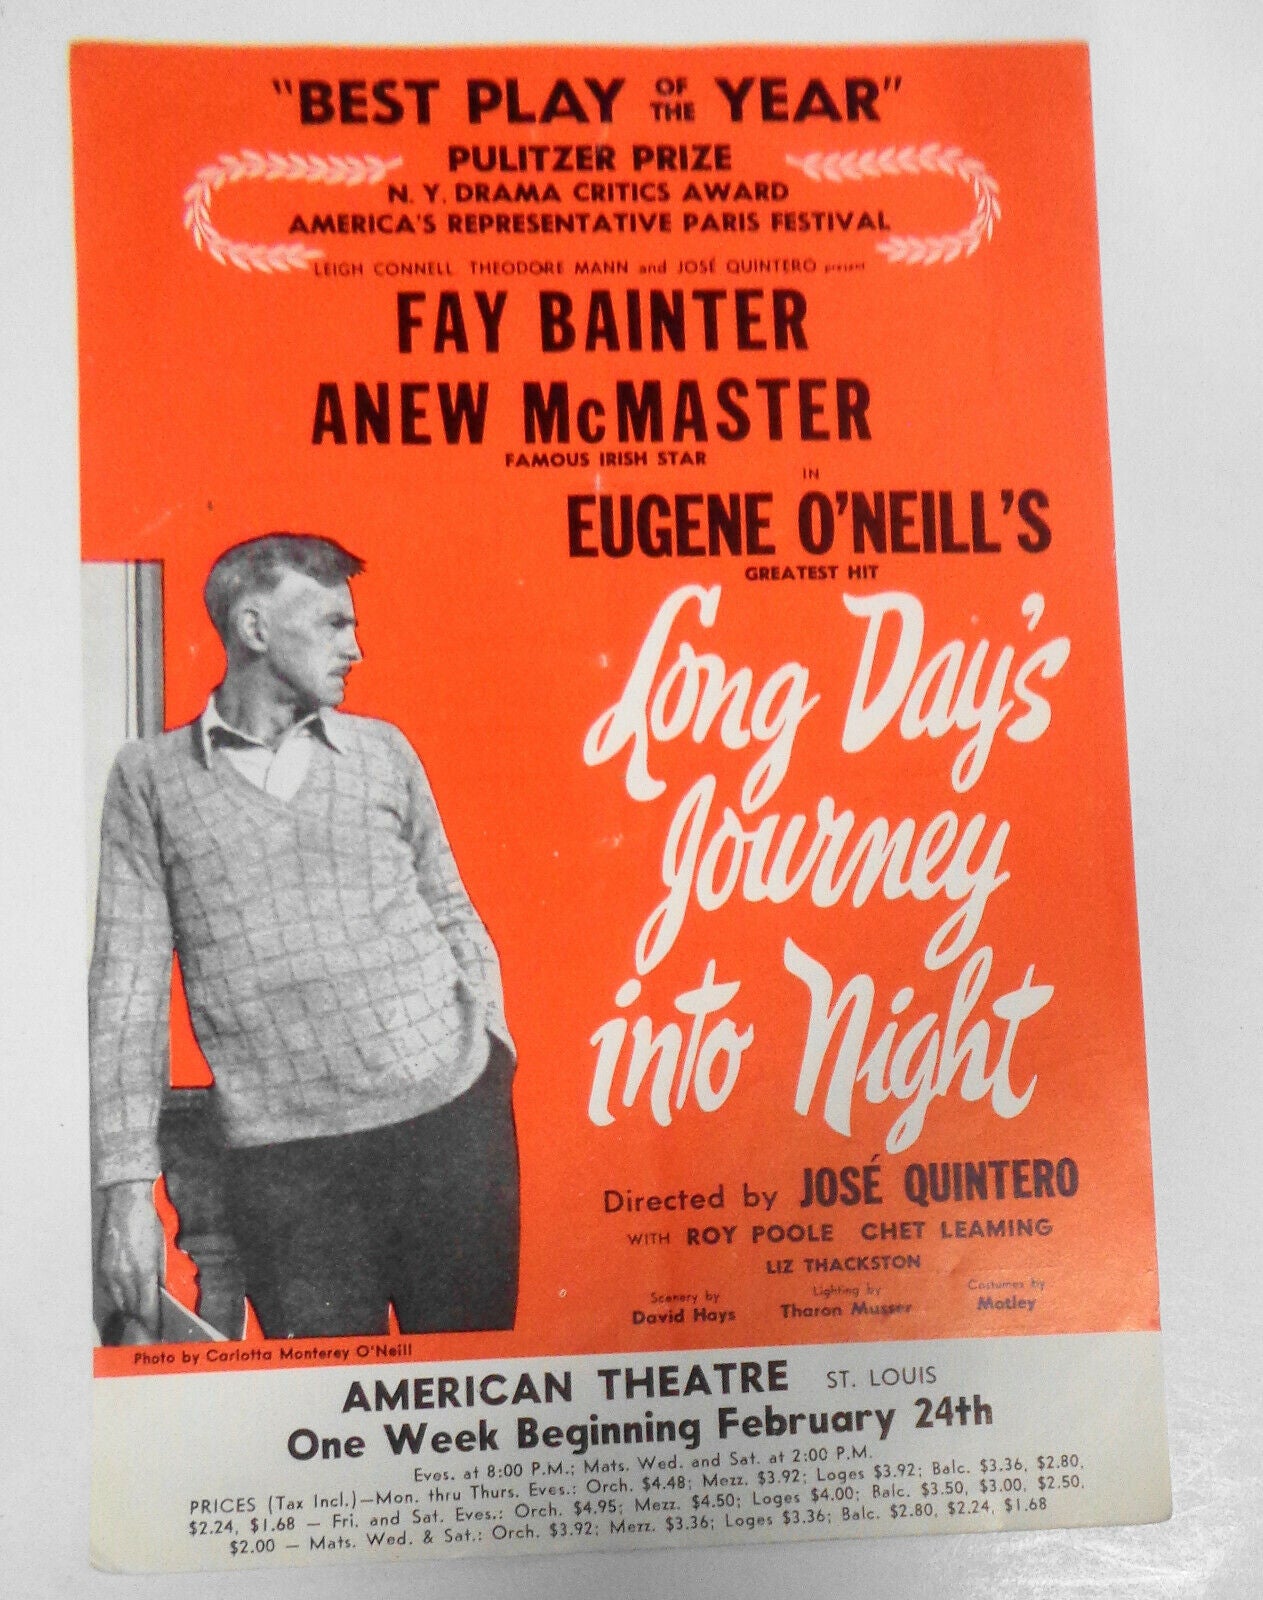 "BEST PLAY OF THE YEAR"
PULITZER PRIZE
N. Y. DRAMA CRITICS AWARD
AMERICA'S REPRESENTATIVE PARIS FESTIVAL
LEIGH CONNELL THEODORE MANN and JOSÉ QUINTERO present
FAY BAINTER
ANEW McMASTER
FAMOUS IRISH STAR
IN
EUGENE O'NEILL'S
GREATEST HIT
Long Day's
Journey
into Night
Directed by JOSÉ QUINTERO
WITH ROY POOLE CHET LEAMING
LIZ THACKSTON
Scenery by Lighting by Costumes by
David Hays Tharon Musser Motley
Photo by Carlotta Monterey O'Neill
AMERICAN THEATRE ST. LOUIS
One Week Beginning February 24th
Eves. at 8:00 P.M.; Mats. Wed. and Sat. at 2:00 P.M.
PRICES (Tax Incl.)—Mon. thru Thurs. Eves.: Orch. $4.48; Mezz. $3.92; Loges $3.92; Balc. $3.36, $2.80,
$2.24, $1.68 — Fri. and Sat. Eves.: Orch. $4.95; Mezz. $4.50; Loges $4.00; Balc. $3.50, $3.00, $2.50,
$2.00 — Mats. Wed. & Sat.: Orch. $3.92; Mezz. $3.36; Loges $3.36; Balc. $2.80, $2.24, $1.68